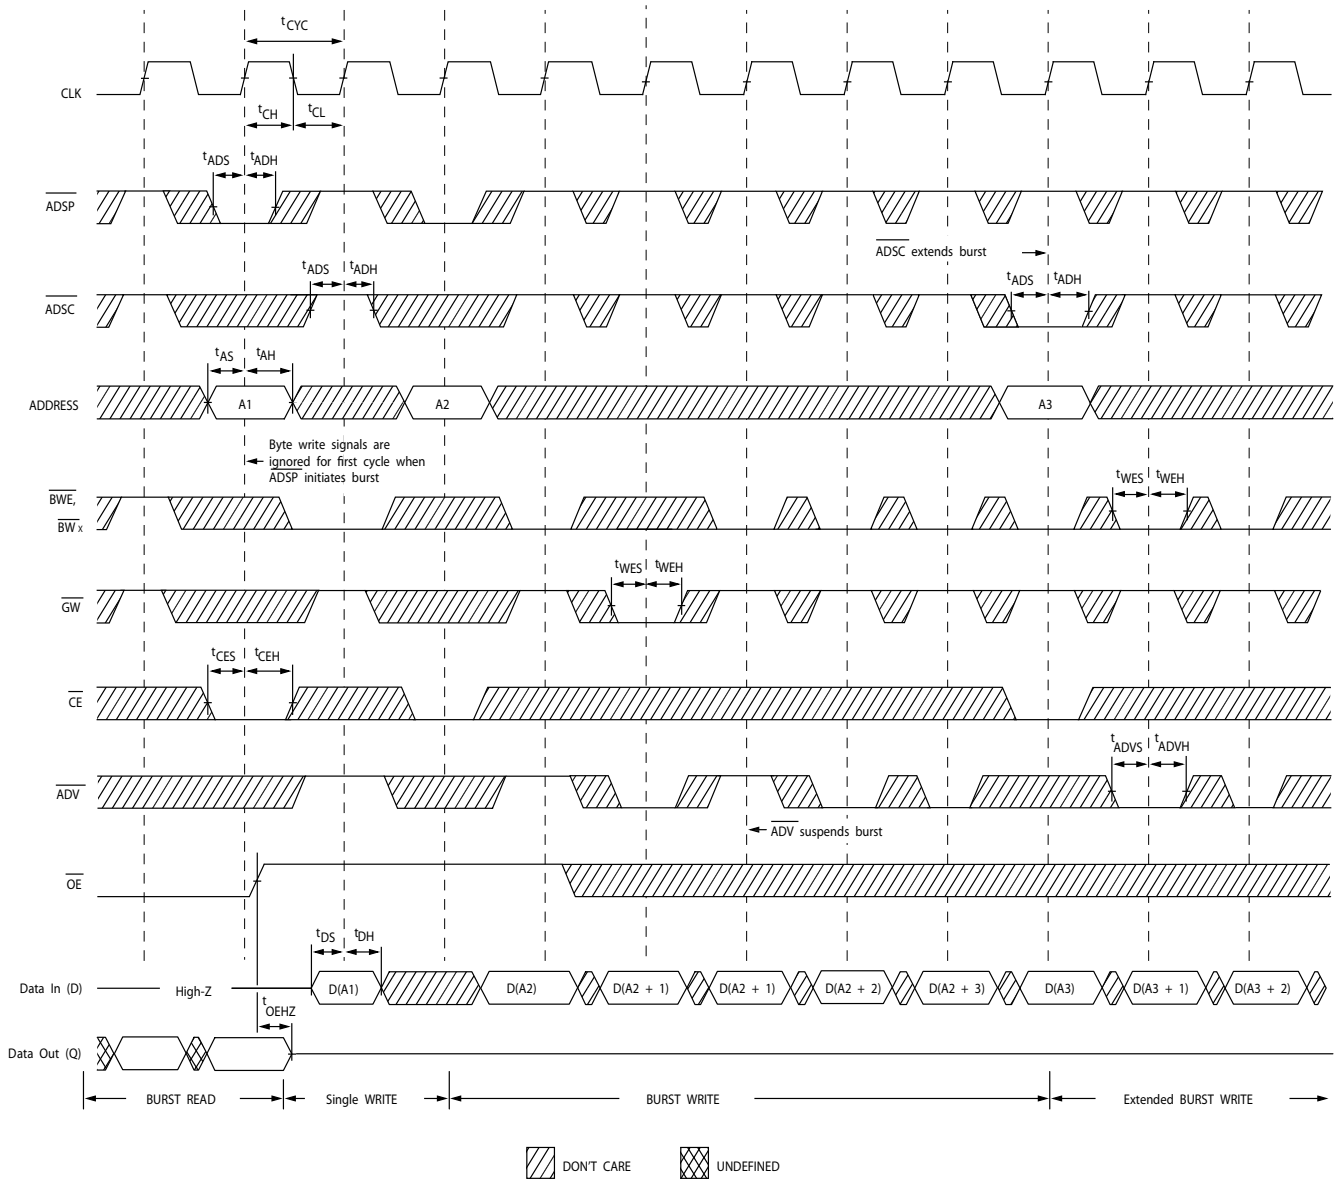 tCYC
CLK
tCH
tCL
tADS
tADH
ADSP
ADSC extends burst
tADS
tADH
tADS
tADH
ADSC
tAS
tAH
ADDRESS
A1
A2
A3
Byte write signals are
ignored for first cycle when
ADSP initiates burst
BWE,
BWX
tWES
tWEH
tWES
tWEH
GW
tCES
tCEH
CE
tADVS
tADVH
ADV
ADV suspends burst
OE
tDS
tDH
Data In (D)
High-Z
D(A1)
D(A2)
D(A2 + 1)
D(A2 + 1)
D(A2 + 2)
D(A2 + 3)
D(A3)
D(A3 + 1)
D(A3 + 2)
tOEHZ
Data Out (Q)
BURST READ
Single WRITE
BURST WRITE
Extended BURST WRITE
DON'T CARE
UNDEFINED